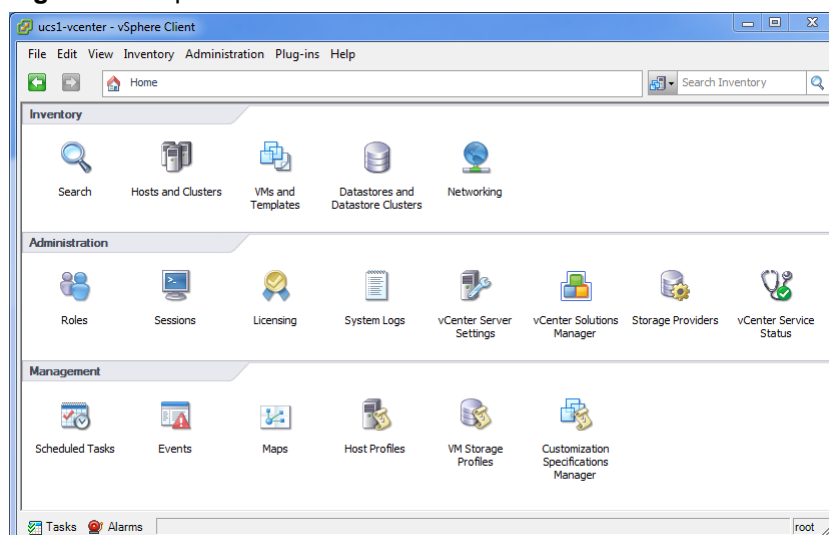 ucs1-vcenter - vSphere Client
File Edit View Inventory Administration Plug-ins Help
Home
Search Inventory
Inventory
Search
Hosts and Clusters
VMs and
Templates
Datastores and
Datastore Clusters
Networking
Administration
Roles
Sessions
Licensing
System Logs
vCenter Server
Settings
vCenter Solutions
Manager
Storage Providers
vCenter Service
Status
Management
Scheduled Tasks
Events
Maps
Host Profiles
VM Storage
Profiles
Customization
Specifications
Manager
Tasks Alarms
root